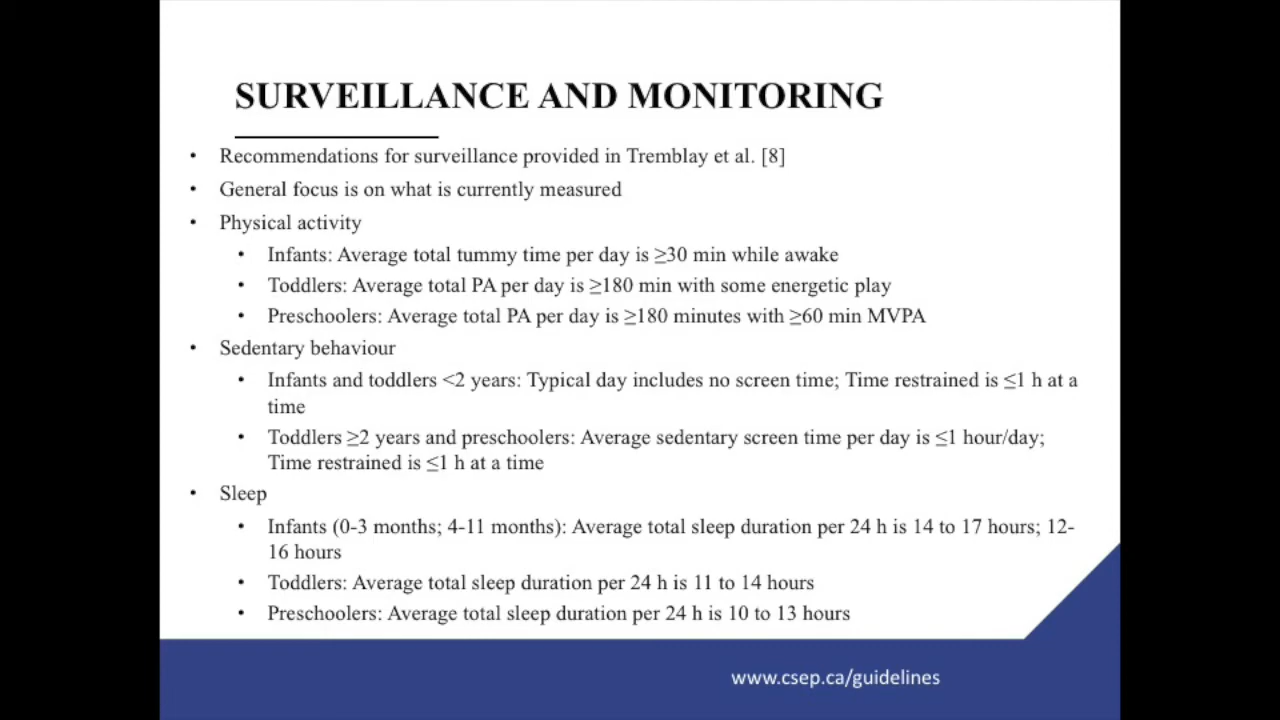 SURVEILLANCE AND MONITORING
• Recommendations for surveillance provided in Tremblay et al. [8]
• General focus is on what is currently measured
• Physical activity
• Infants: Average total tummy time per day is ≥30 min while awake
• Toddlers: Average total PA per day is ≥180 min with some energetic play
• Preschoolers: Average total PA per day is ≥180 minutes with ≥60 min MVPA
• Sedentary behaviour
• Infants and toddlers <2 years: Typical day includes no screen time; Time restrained is ≤1 h at a
time
• Toddlers ≥2 years and preschoolers: Average sedentary screen time per day is ≤1 hour/day;
Time restrained is ≤1 h at a time
• Sleep
• Infants (0-3 months; 4-11 months): Average total sleep duration per 24 h is 14 to 17 hours; 12-
16 hours
• Toddlers: Average total sleep duration per 24 h is 11 to 14 hours
• Preschoolers: Average total sleep duration per 24 h is 10 to 13 hours
www.csep.ca/guidelines